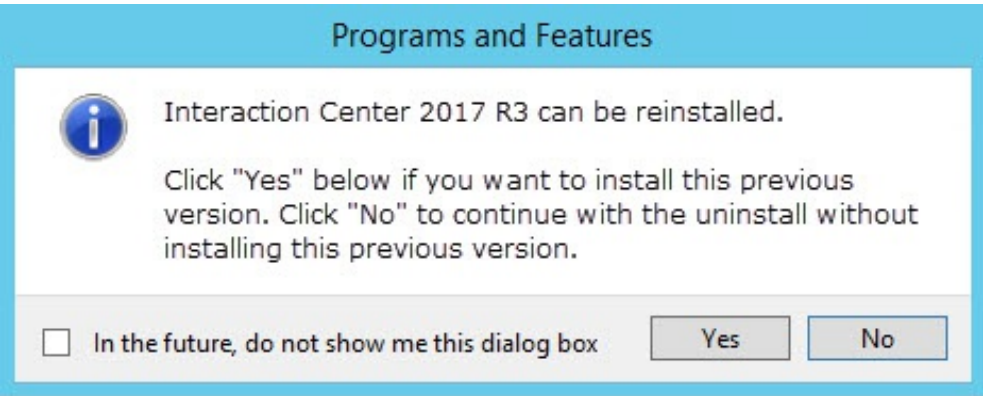 Programs and Features
Interaction Center 2017 R3 can be reinstalled.
Click "Yes" below if you want to install this previous
version. Click "No" to continue with the uninstall without
installing this previous version.
In the future, do not show me this dialog box
Yes
No